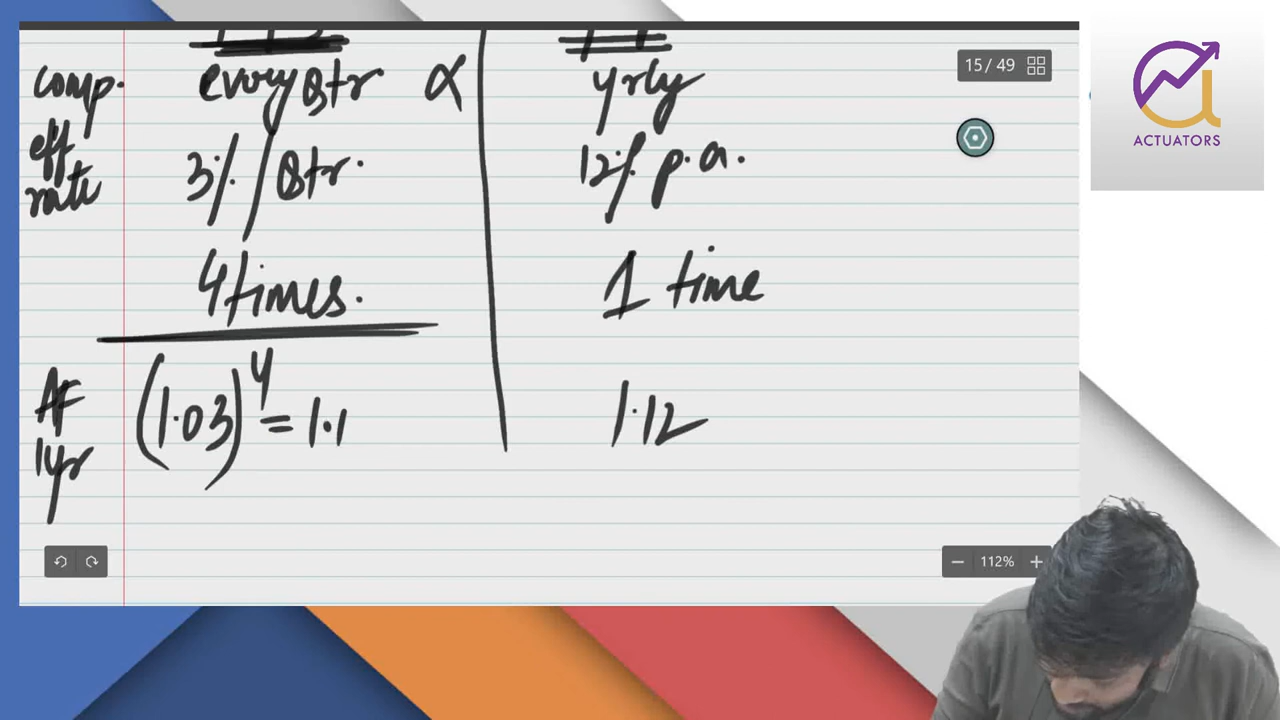 comp. every Qtr α yrly
eff rate 3% / Qtr. 12% p.a.
4 times. 1 time
AF 1yr (1.03)^4 = 1.1 1.12
15 / 49
112%
ACTUATORS